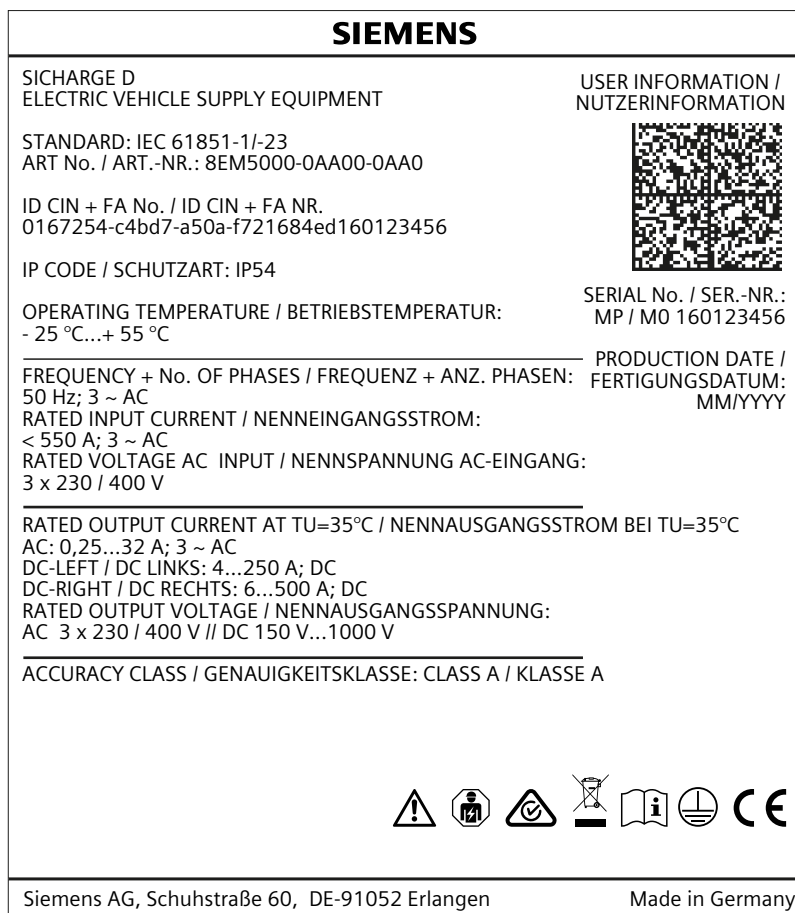 SIEMENS
SICHARGE D
ELECTRIC VEHICLE SUPPLY EQUIPMENT
STANDARD: IEC 61851-1/-23
ART No. / ART.-NR.: 8EM5000-0AA00-0AA0
ID CIN + FA No. / ID CIN + FA NR.
0167254-c4bd7-a50a-f721684ed160123456
IP CODE / SCHUTZART: IP54
OPERATING TEMPERATURE / BETRIEBSTEMPERATUR:
- 25 °C...+ 55 °C
USER INFORMATION /
NUTZERINFORMATION
SERIAL No. / SER.-NR.:
MP / M0 160123456
PRODUCTION DATE /
FERTIGUNGSDATUM:
MM/YYYY
FREQUENCY + No. OF PHASES / FREQUENZ + ANZ. PHASEN:
50 Hz; 3 ~ AC
RATED INPUT CURRENT / NENNEINGANGSSTROM:
< 550 A; 3 ~ AC
RATED VOLTAGE AC  INPUT / NENNSPANNUNG AC-EINGANG:
3 x 230 / 400 V
RATED OUTPUT CURRENT AT TU=35°C / NENNAUSGANGSSTROM BEI TU=35°C
AC: 0,25...32 A; 3 ~ AC
DC-LEFT / DC LINKS: 4...250 A; DC
DC-RIGHT / DC RECHTS: 6...500 A; DC
RATED OUTPUT VOLTAGE / NENNAUSGANGSSPANNUNG:
AC  3 x 230 / 400 V // DC 150 V...1000 V
ACCURACY CLASS / GENAUIGKEITSKLASSE: CLASS A / KLASSE A
CE
Siemens AG, Schuhstraße 60,  DE-91052 Erlangen
Made in Germany